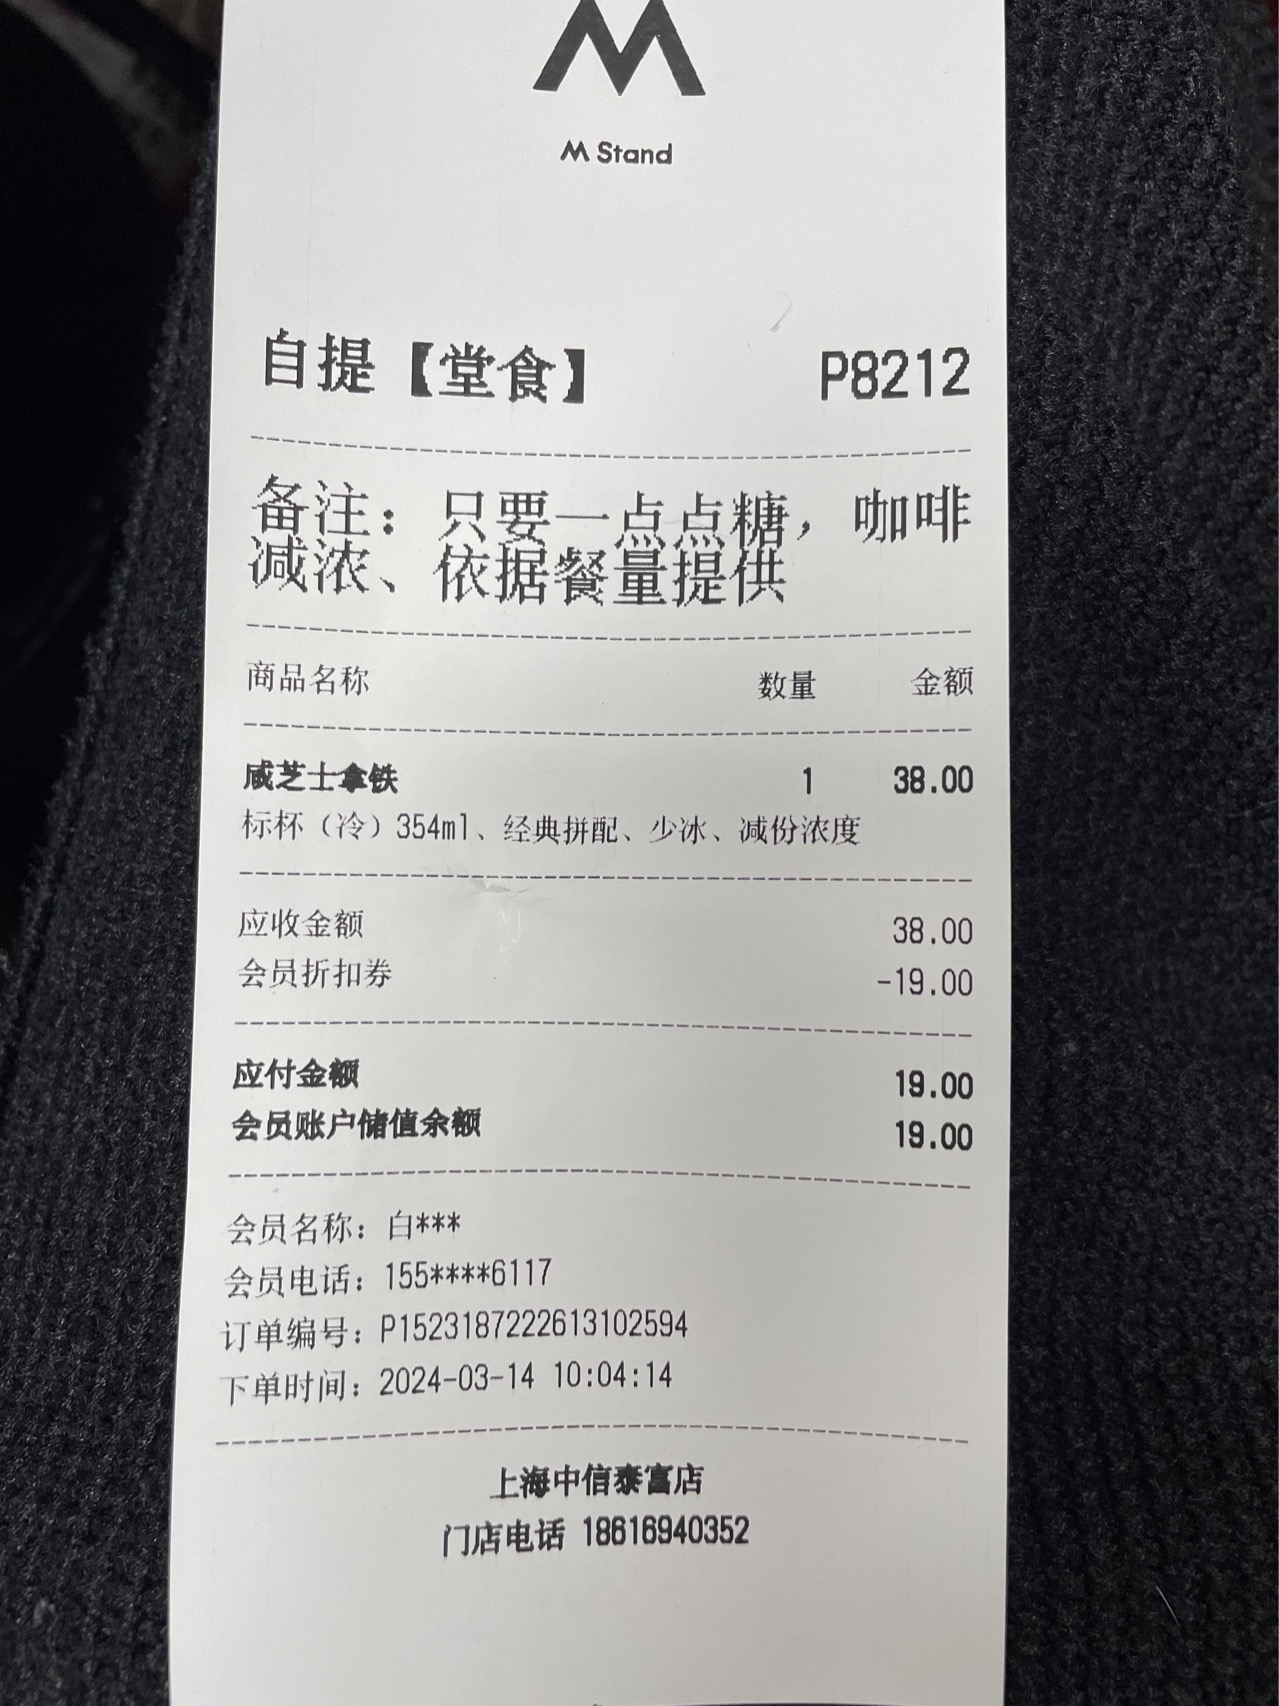 M
M Stand
自提【堂食】 P8212
备注：只要一点点糖，咖啡
减浓、依据餐量提供
商品名称 数量 金额
咸芝士拿铁 1 38.00
标杯（冷）354ml、经典拼配、少冰、减份浓度
应收金额 38.00
会员折扣券 -19.00
应付金额 19.00
会员账户储值余额 19.00
会员名称：白***
会员电话：155****6117
订单编号：P1523187222613102594
下单时间：2024-03-14 10:04:14
上海中信泰富店
门店电话 18616940352